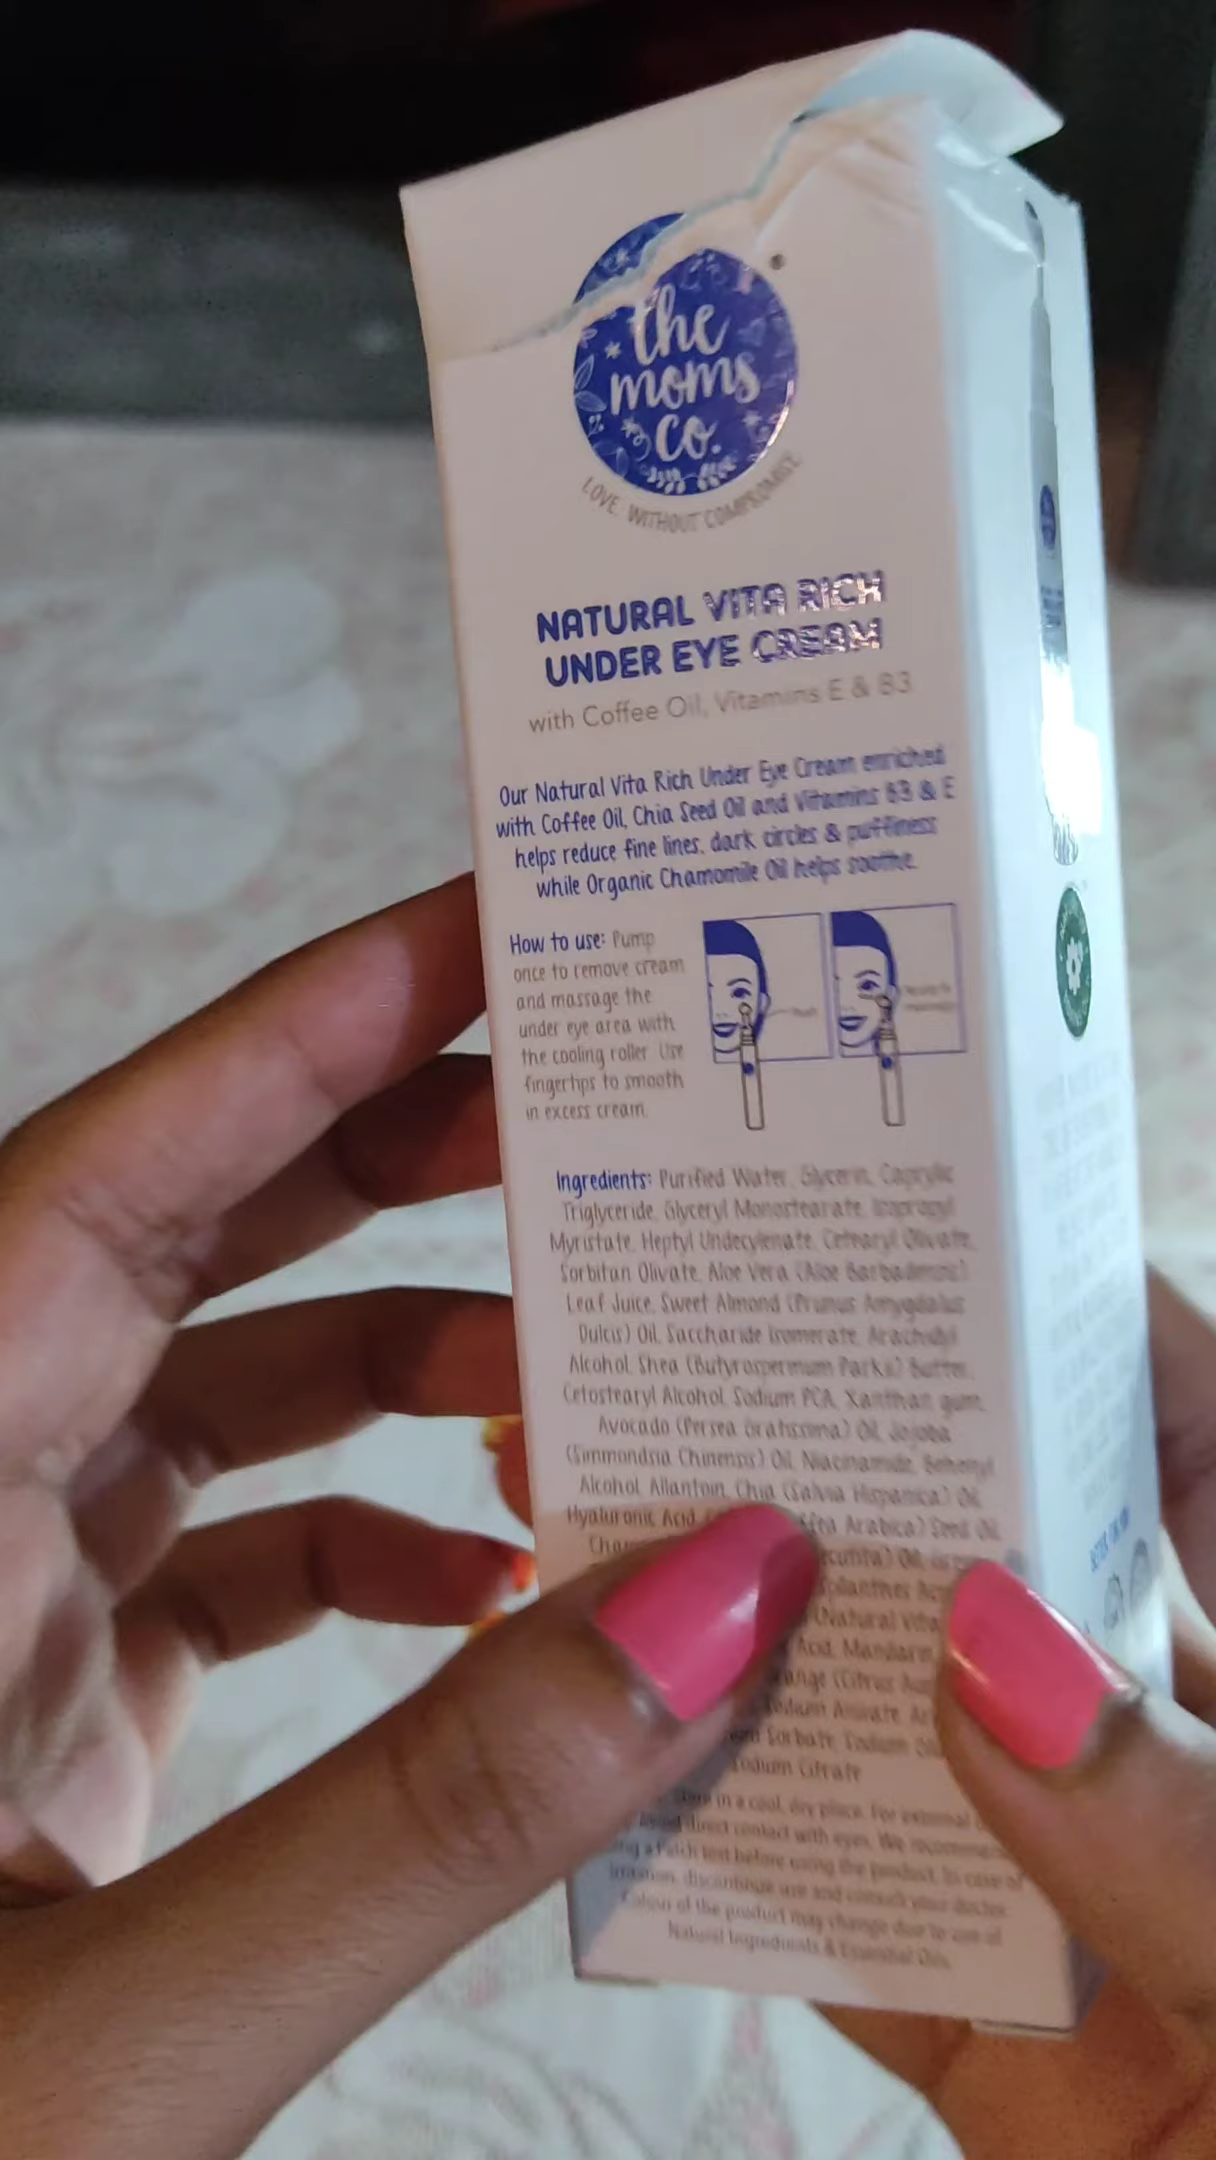 the
moms
co.
LOVE. WITHOUT COMPROMISE
NATURAL VITA RICH
UNDER EYE CREAM
with Coffee Oil, Vitamins E & B3
Our Natural Vita Rich Under Eye Cream enriched
with Coffee Oil, Chia Seed Oil and Vitamins B3 & E
helps reduce fine lines, dark circles & puffiness
while Organic Chamomile Oil helps soothe.
How to use: Pump
once to remove cream
and massage the
under eye area with
the cooling roller. Use
fingertips to smooth
in excess cream.
Ingredients: Purified Water, Glycerin, Caprylic
Triglyceride, Glyceryl Monostearate, Isopropyl
Myristate, Heptyl Undecylenate, Cetearyl Olivate,
Sorbitan Olivate, Aloe Vera (Aloe Barbadensis)
Leaf Juice, Sweet Almond (Prunus Amygdalus
Dulcis) Oil, Saccharide Isomerate, Arachidyl
Alcohol, Shea (Butyrospermum Parkii) Butter,
Cetostearyl Alcohol, Sodium PCA, Xanthan gum,
Avocado (Persea Gratissima) Oil, Jojoba
(Simmondsia Chinensis) Oil, Niacinamide, Behenyl
Alcohol, Allantoin, Chia (Salvia Hispanica) Oil,
Hyaluronic Acid, Arabica) Seed Oil,
Oil,
(Natural
Acid, Mandarin
(Citrus
Sorbate, Sodium
Sodium Citrate
in a cool, dry place. For external
direct contact with eyes. We recommend
a Patch test before using the product. In case of
irritation, discontinue use and consult your doctor.
Colour of the product may change due to use of
Natural Ingredients & Essential Oils.